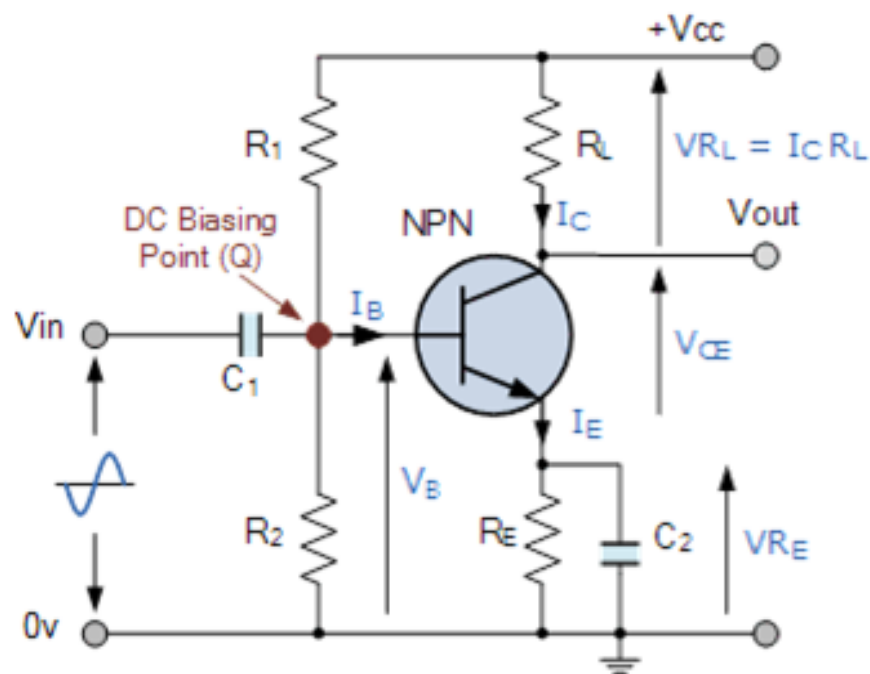 +Vcc
R1
RL
VRL = IC RL
DC Biasing
Point (Q)
NPN
IC
Vout
Vin
IB
VCE
C1
IE
VB
R2
RE
C2
VRE
0v